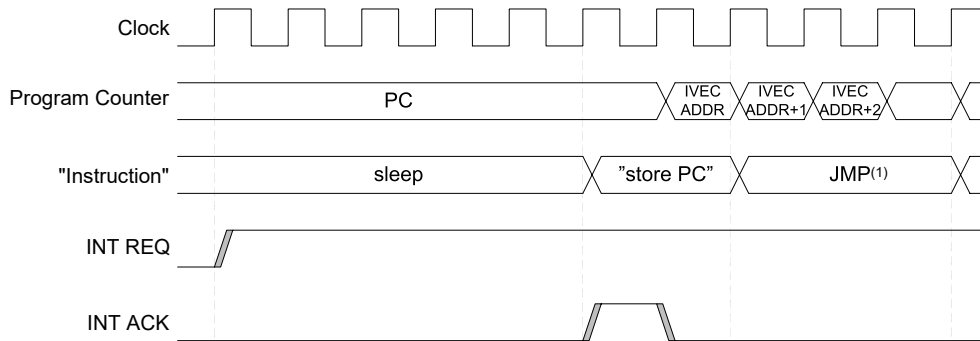 Clock
Program Counter
PC
IVEC
ADDR
IVEC
ADDR+1
IVEC
ADDR+2
"Instruction"
sleep
”store PC”
JMP(1)
INT REQ
INT ACK